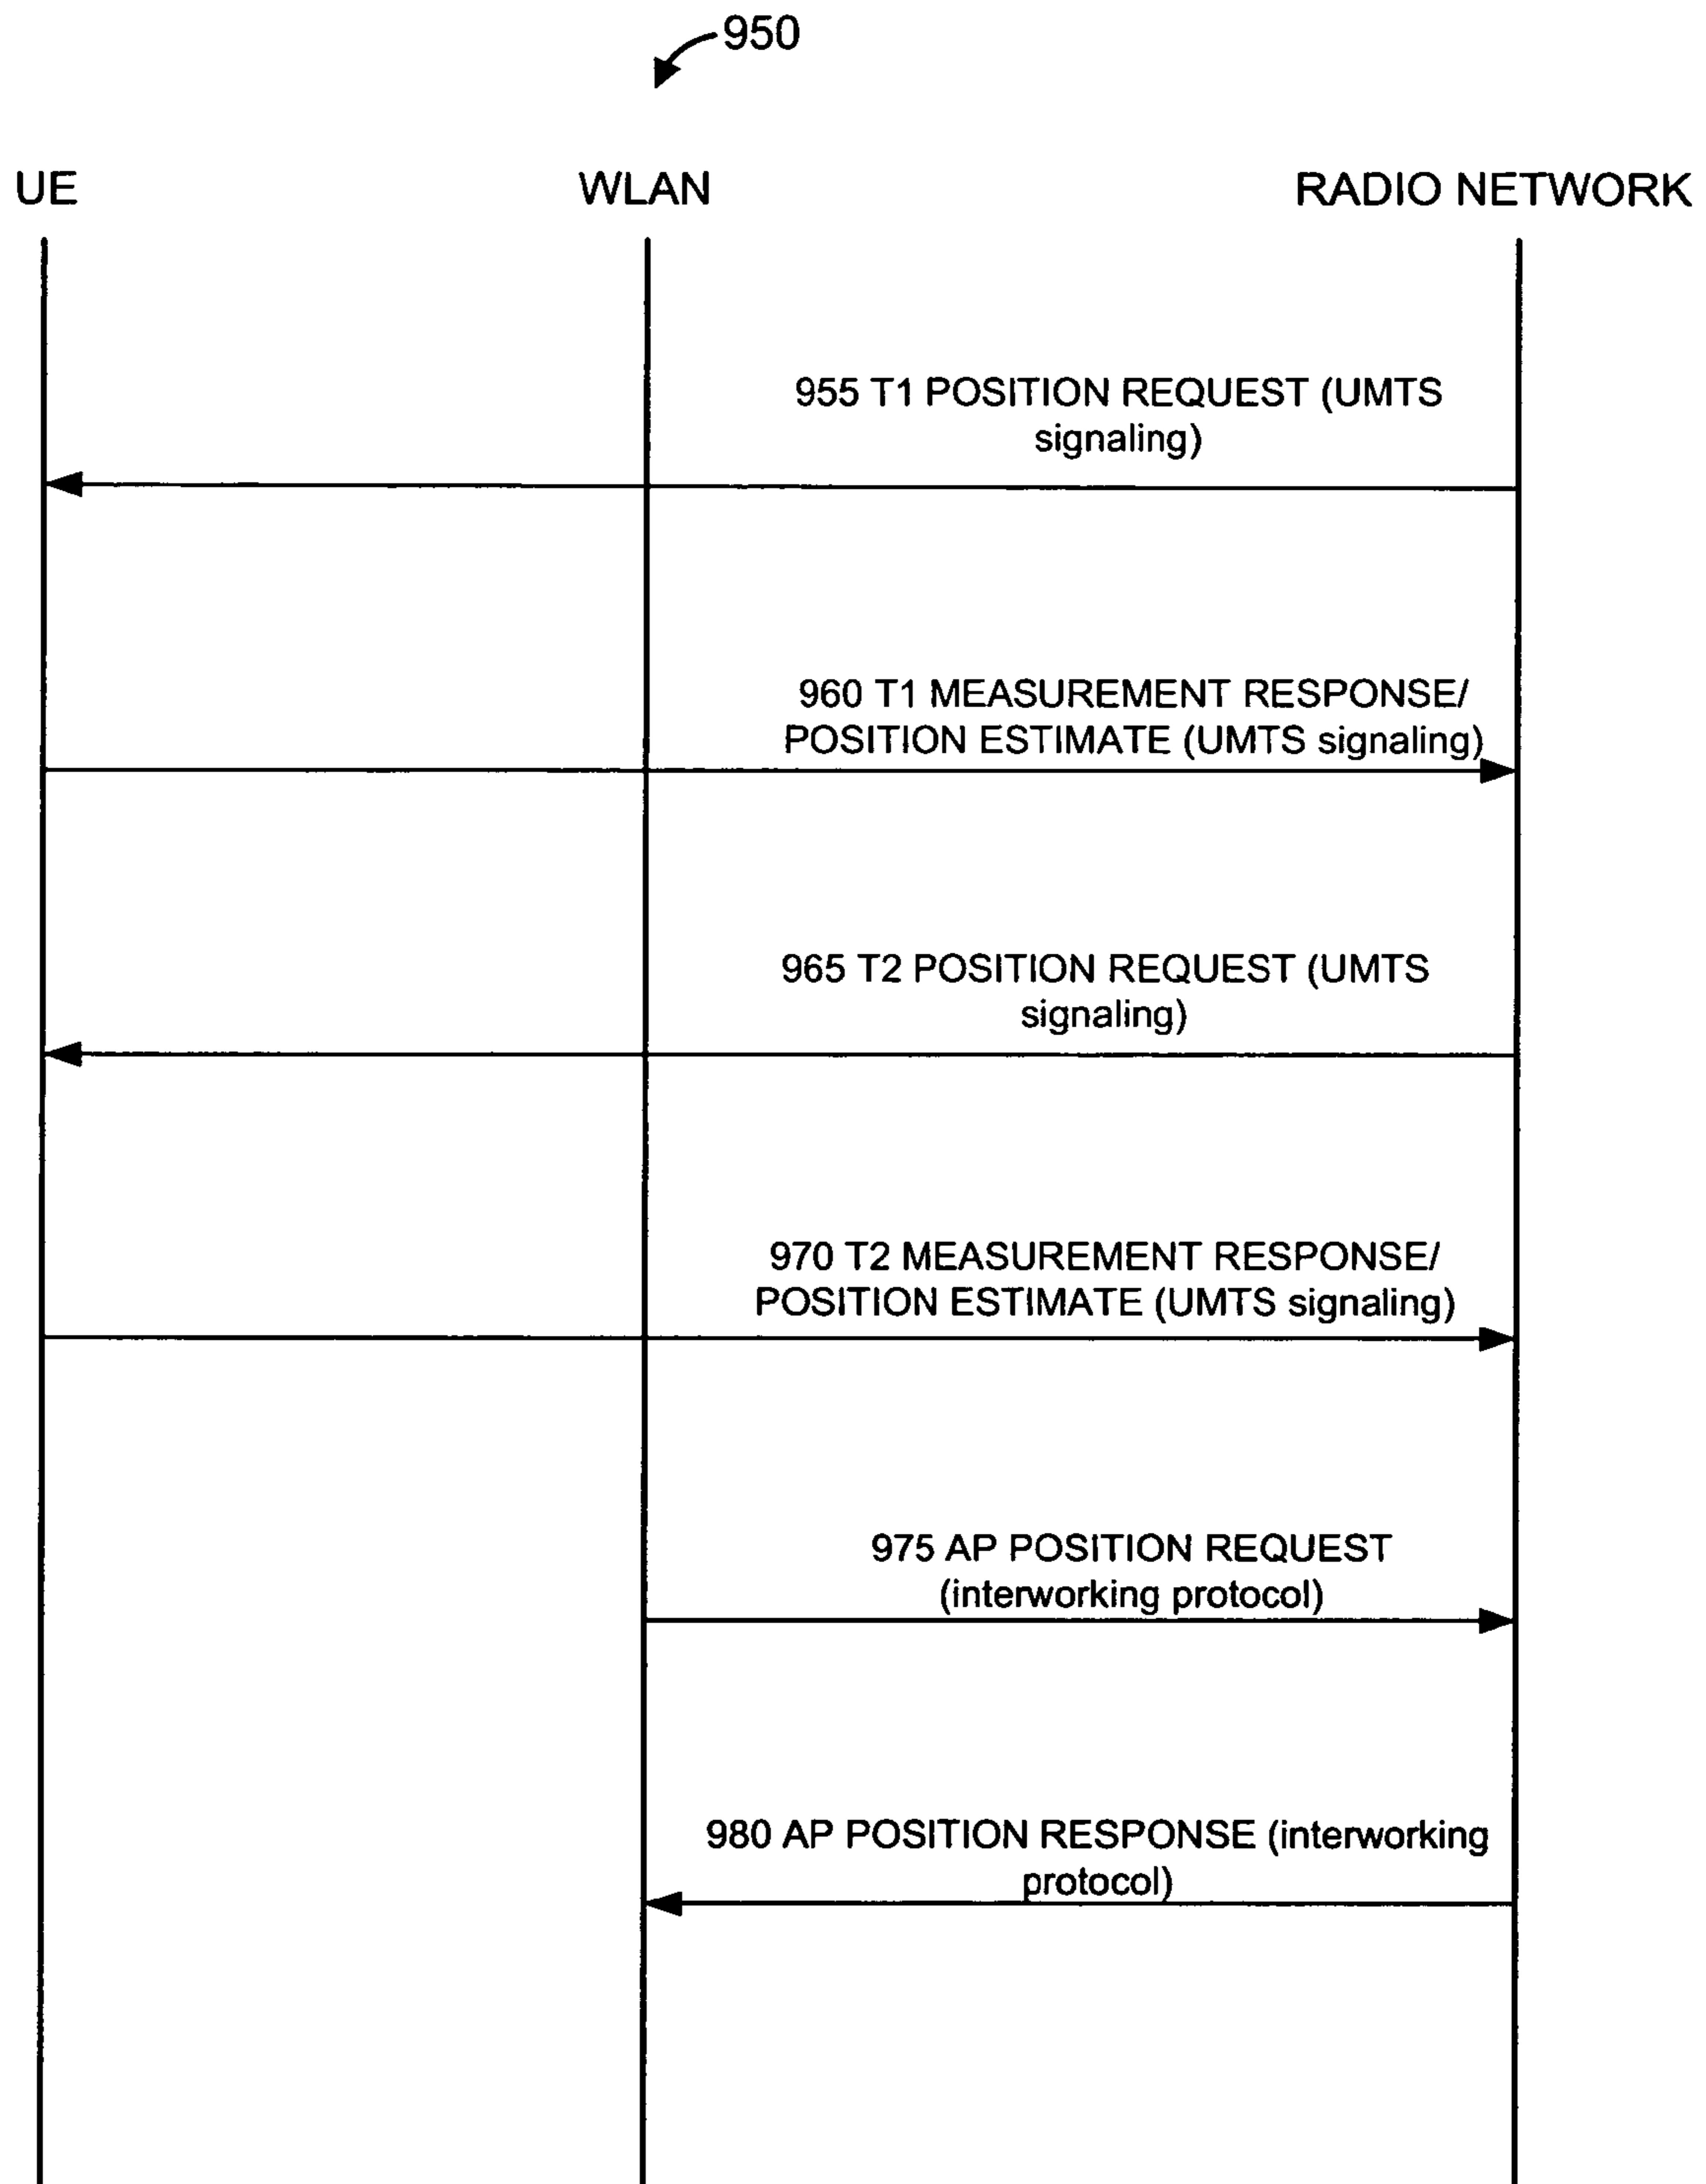 950
UE
WLAN
RADIO NETWORK
955 T1 POSITION REQUEST (UMTS
signaling)
960 T1 MEASUREMENT RESPONSE/
POSITION ESTIMATE (UMTS signaling)
965 T2 POSITION REQUEST (UMTS
signaling)
970 T2 MEASUREMENT RESPONSE/
POSITION ESTIMATE (UMTS signaling)
975 AP POSITION REQUEST
(interworking protocol)
980 AP POSITION RESPONSE (interworking
protocol)